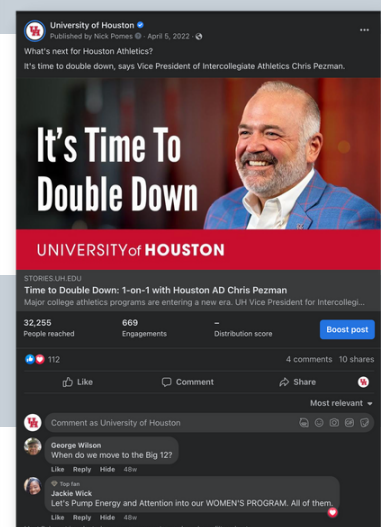 University of Houston
Published by Nick Pomes · April 5, 2022 ·
What's next for Houston Athletics?
It's time to double down, says Vice President of Intercollegiate Athletics Chris Pezman.
It's Time To
Double Down
UNIVERSITY of HOUSTON
STORIES.UH.EDU
Time to Double Down: 1-on-1 with Houston AD Chris Pezman
Major college athletics programs are entering a new era. UH Vice President for Intercollegi...
32,255
People reached
669
Engagements
–
Distribution score
Boost post
112
4 comments 10 shares
Like
Comment
Share
Most relevant
Comment as University of Houston
George Wilson
When do we move to the Big 12?
Like Reply Hide 48w
Top fan
Jackie Wick
Let's Pump Energy and Attention into our WOMEN'S PROGRAM. All of them.
Like Reply Hide 48w